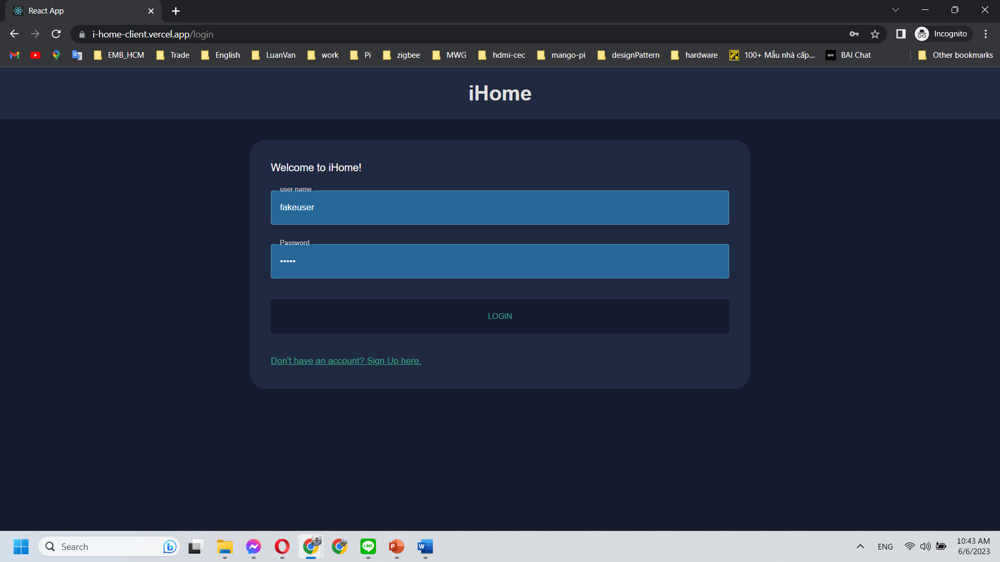 React App
i-home-client.vercel.app/login
Incognito
EMB_HCM Trade English LuanVan work Pi zigbee MWG hdmi-cec mango-pi designPattern hardware 100+ Mẫu nhà cấp... BAI Chat Other bookmarks
iHome
Welcome to iHome!
user name
fakeuser
Password
•••••
LOGIN
Don't have an account? Sign Up here.
Search
ENG
10:43 AM
6/6/2023